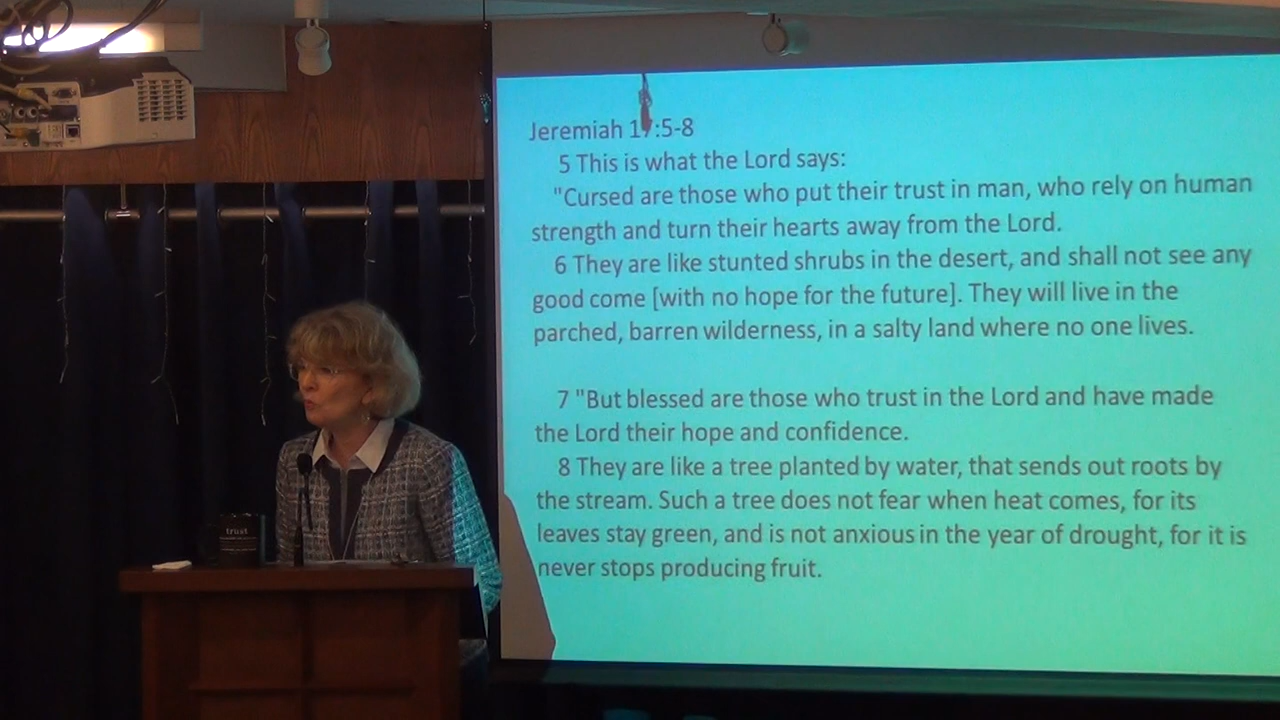 Jeremiah 17:5-8
5 This is what the Lord says:
"Cursed are those who put their trust in man, who rely on human
strength and turn their hearts away from the Lord.
6 They are like stunted shrubs in the desert, and shall not see any
good come [with no hope for the future]. They will live in the
parched, barren wilderness, in a salty land where no one lives.
7 "But blessed are those who trust in the Lord and have made
the Lord their hope and confidence.
8 They are like a tree planted by water, that sends out roots by
the stream. Such a tree does not fear when heat comes, for its
leaves stay green, and is not anxious in the year of drought, for it is
never stops producing fruit.
trust